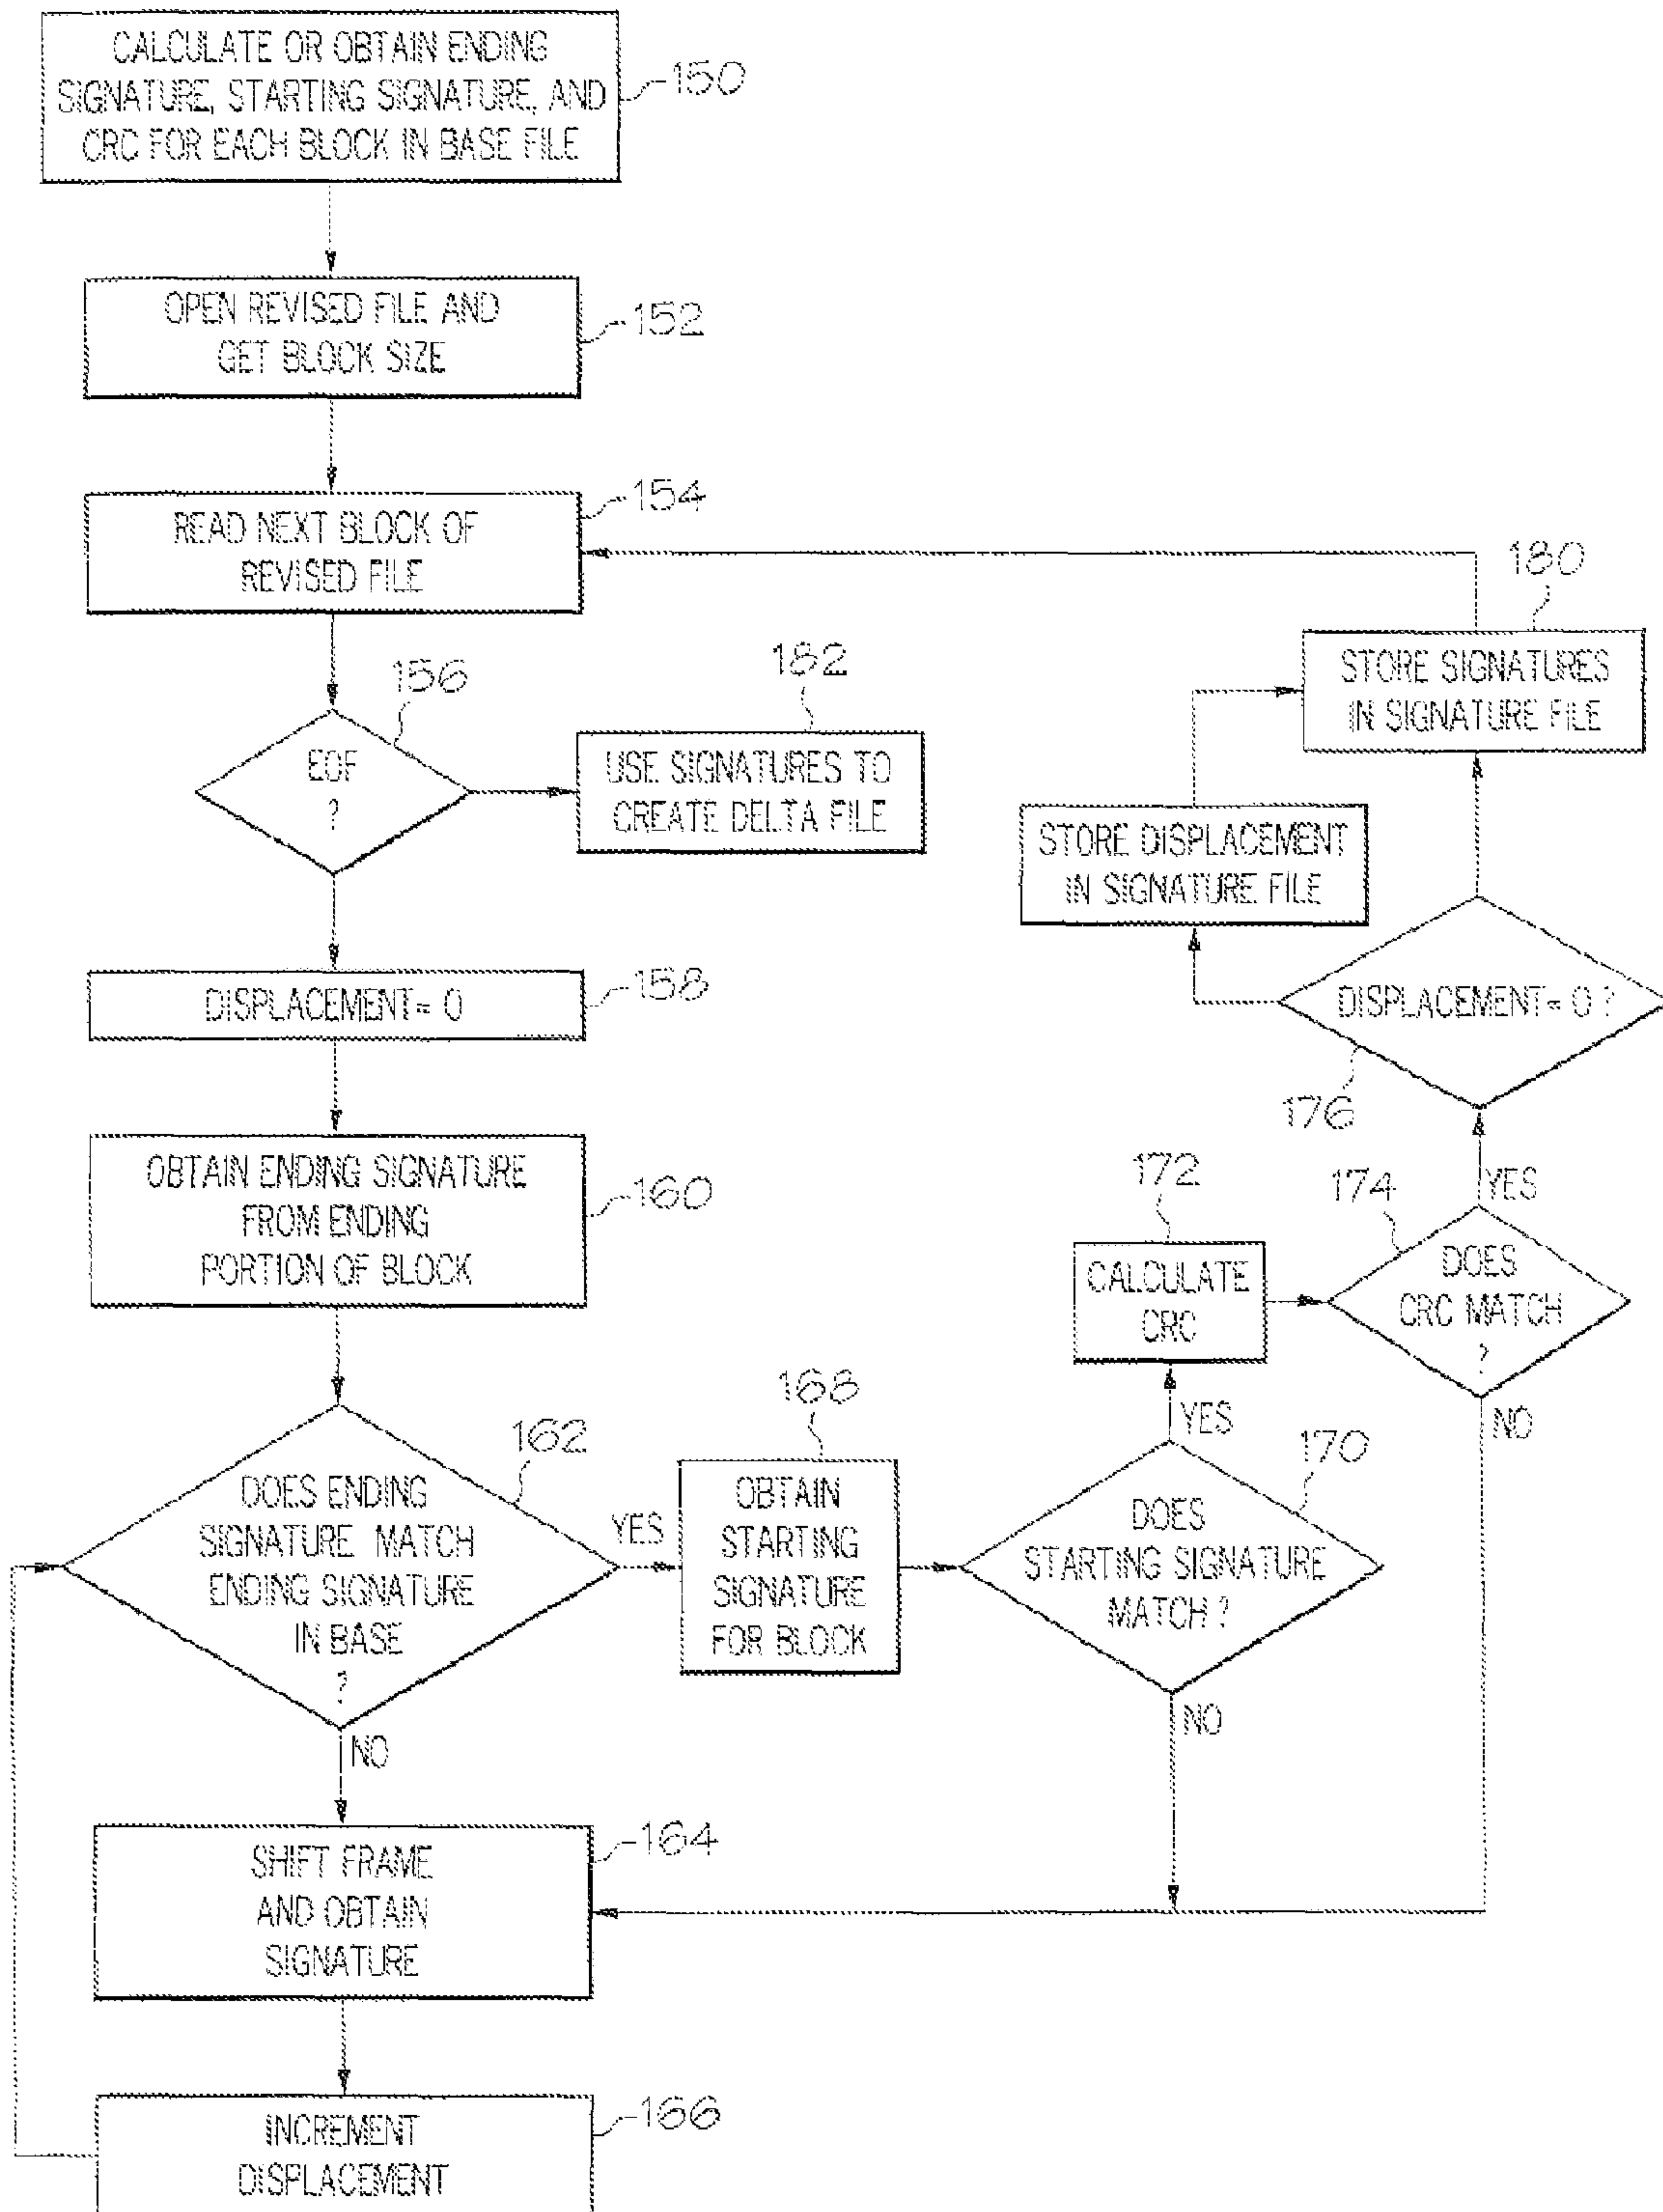 CALCULATE OR OBTAIN ENDING
SIGNATURE, STARTING SIGNATURE, AND
CRC FOR EACH BLOCK IN BASE FILE
150
OPEN REVISED FILE AND
GET BLOCK SIZE
152
READ NEXT BLOCK OF
REVISED FILE
154
EOF
?
156
USE SIGNATURES TO
CREATE DELTA FILE
182
DISPLACEMENT= 0
158
OBTAIN ENDING SIGNATURE
FROM ENDING
PORTION OF BLOCK
160
DOES ENDING
SIGNATURE MATCH
ENDING SIGNATURE
IN BASE
?
162
YES
NO
SHIFT FRAME
AND OBTAIN
SIGNATURE
164
INCREMENT
DISPLACEMENT
166
168
OBTAIN
STARTING
SIGNATURE
FOR BLOCK
170
DOES
STARTING SIGNATURE
MATCH ?
YES
NO
172
CALCULATE
CRC
174
DOES
CRC MATCH
?
YES
NO
176
DISPLACEMENT= 0 ?
STORE DISPLACEMENT
IN SIGNATURE FILE
180
STORE SIGNATURES
IN SIGNATURE FILE